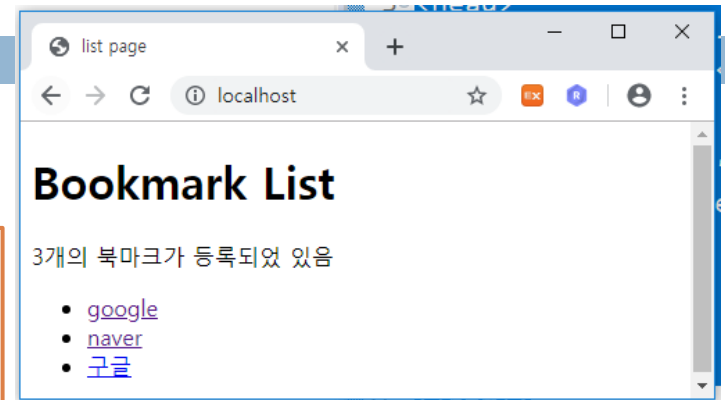 list page
localhost
Bookmark List
3개의 북마크가 등록되었 있음
google
naver
구글